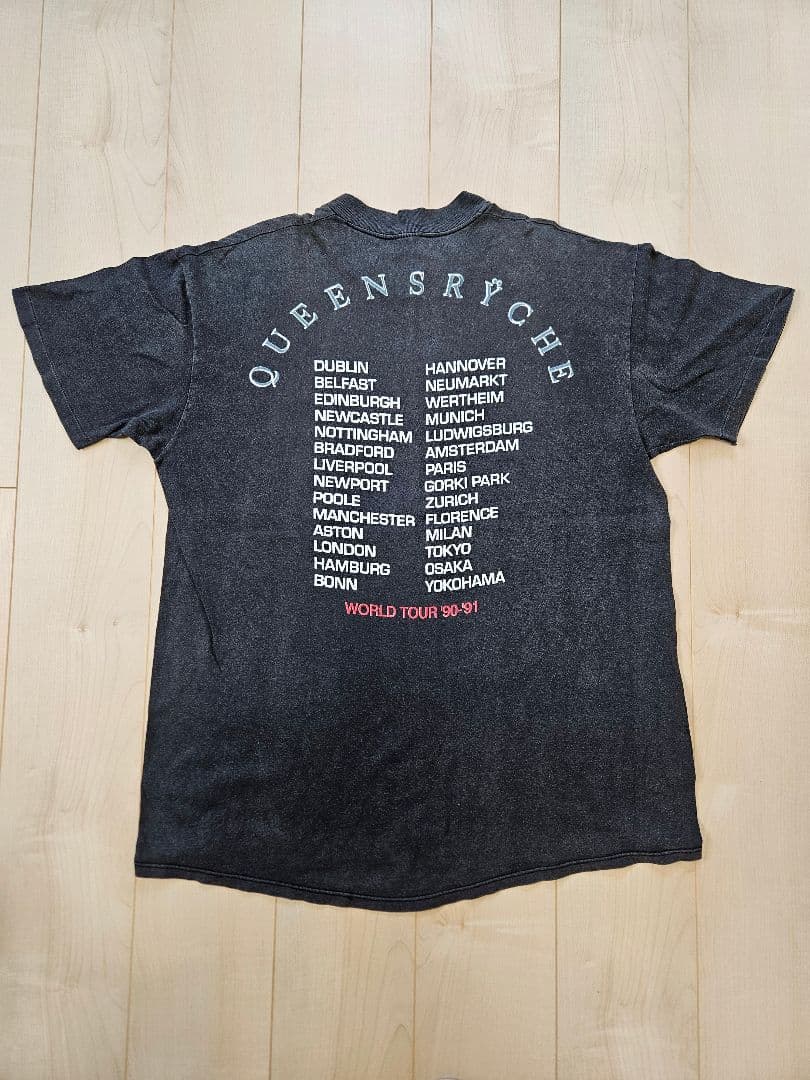 QUEENSRŸCHE
DUBLIN
BELFAST
EDINBURGH
NEWCASTLE
NOTTINGHAM
BRADFORD
LIVERPOOL
NEWPORT
POOLE
MANCHESTER
ASTON
LONDON
HAMBURG
BONN
HANNOVER
NEUMARKT
WERTHEIM
MUNICH
LUDWIGSBURG
AMSTERDAM
PARIS
GORKI PARK
ZURICH
FLORENCE
MILAN
TOKYO
OSAKA
YOKOHAMA
WORLD TOUR '90-'91